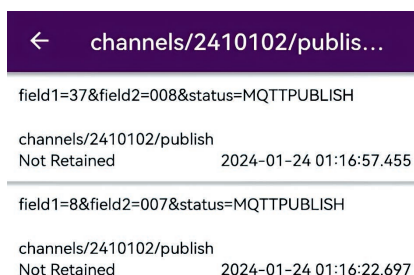 channels/2410102/publis...
field1=37&field2=008&status=MQTTPUBLISH
channels/2410102/publish
Not Retained 2024-01-24 01:16:57.455
field1=8&field2=007&status=MQTTPUBLISH
channels/2410102/publish
Not Retained 2024-01-24 01:16:22.697